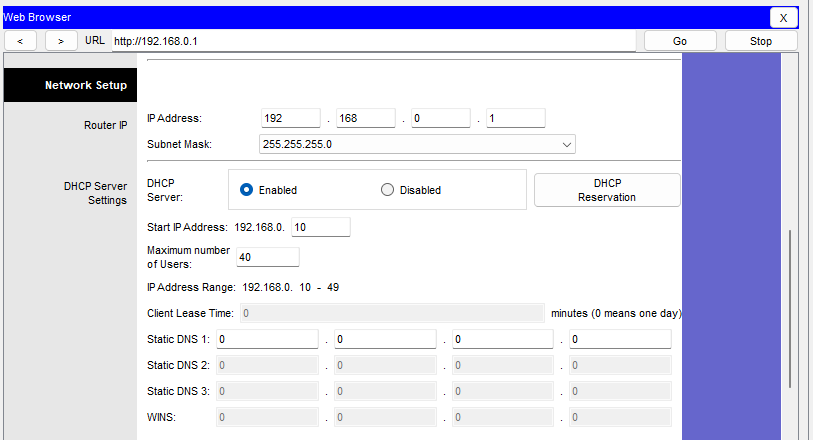 Web Browser X
< > URL http://192.168.0.1 Go Stop
Network Setup
Router IP
IP Address: 192 . 168 . 0 . 1
Subnet Mask: 255.255.255.0
DHCP Server Settings
DHCP Server: Enabled Disabled DHCP Reservation
Start IP Address: 192.168.0. 10
Maximum number of Users: 40
IP Address Range: 192.168.0. 10 - 49
Client Lease Time: 0 minutes (0 means one day)
Static DNS 1: 0 . 0 . 0 . 0
Static DNS 2: 0 . 0 . 0 . 0
Static DNS 3: 0 . 0 . 0 . 0
WINS: 0 . 0 . 0 . 0